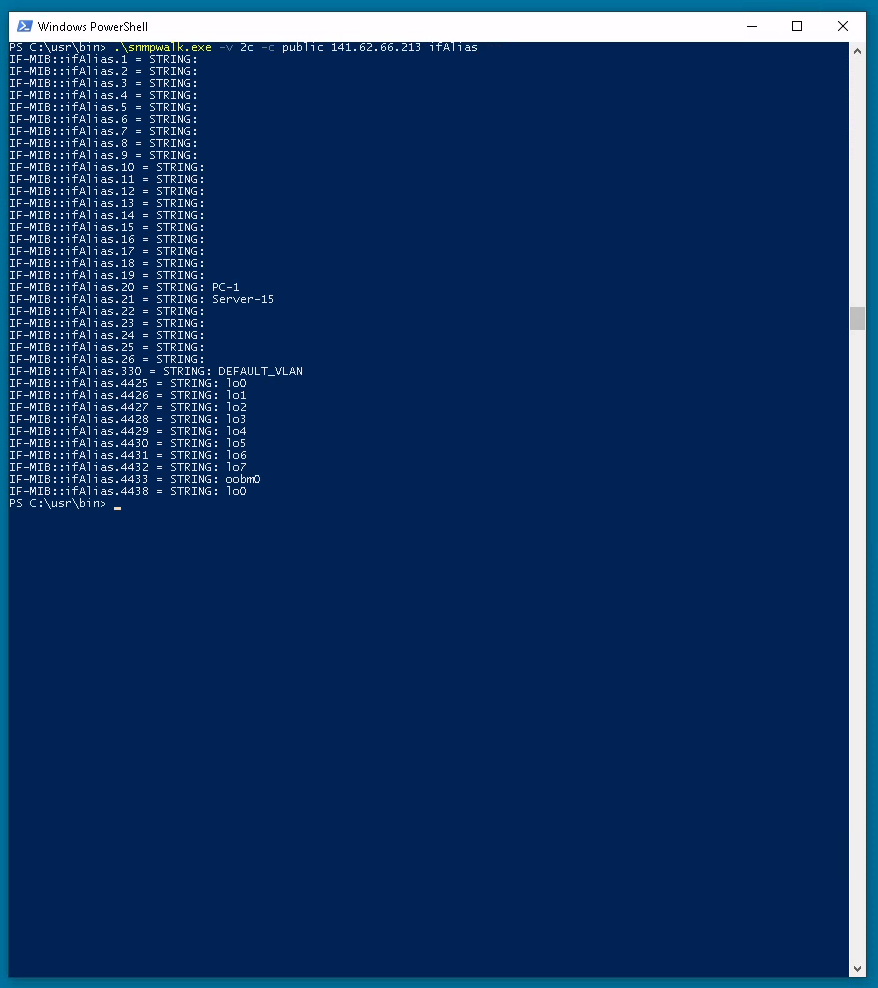 Windows PowerShell
PS C:\usr\bin> .\snmpwalk.exe -v 2c -c public 141.62.66.213 ifAlias
IF-MIB::ifAlias.1 = STRING:
IF-MIB::ifAlias.2 = STRING:
IF-MIB::ifAlias.3 = STRING:
IF-MIB::ifAlias.4 = STRING:
IF-MIB::ifAlias.5 = STRING:
IF-MIB::ifAlias.6 = STRING:
IF-MIB::ifAlias.7 = STRING:
IF-MIB::ifAlias.8 = STRING:
IF-MIB::ifAlias.9 = STRING:
IF-MIB::ifAlias.10 = STRING:
IF-MIB::ifAlias.11 = STRING:
IF-MIB::ifAlias.12 = STRING:
IF-MIB::ifAlias.13 = STRING:
IF-MIB::ifAlias.14 = STRING:
IF-MIB::ifAlias.15 = STRING:
IF-MIB::ifAlias.16 = STRING:
IF-MIB::ifAlias.17 = STRING:
IF-MIB::ifAlias.18 = STRING:
IF-MIB::ifAlias.19 = STRING:
IF-MIB::ifAlias.20 = STRING: PC-1
IF-MIB::ifAlias.21 = STRING: Server-15
IF-MIB::ifAlias.22 = STRING:
IF-MIB::ifAlias.23 = STRING:
IF-MIB::ifAlias.24 = STRING:
IF-MIB::ifAlias.25 = STRING:
IF-MIB::ifAlias.26 = STRING:
IF-MIB::ifAlias.330 = STRING: DEFAULT_VLAN
IF-MIB::ifAlias.4425 = STRING: lo0
IF-MIB::ifAlias.4426 = STRING: lo1
IF-MIB::ifAlias.4427 = STRING: lo2
IF-MIB::ifAlias.4428 = STRING: lo3
IF-MIB::ifAlias.4429 = STRING: lo4
IF-MIB::ifAlias.4430 = STRING: lo5
IF-MIB::ifAlias.4431 = STRING: lo6
IF-MIB::ifAlias.4432 = STRING: lo7
IF-MIB::ifAlias.4433 = STRING: oobm0
IF-MIB::ifAlias.4438 = STRING: lo0
PS C:\usr\bin>